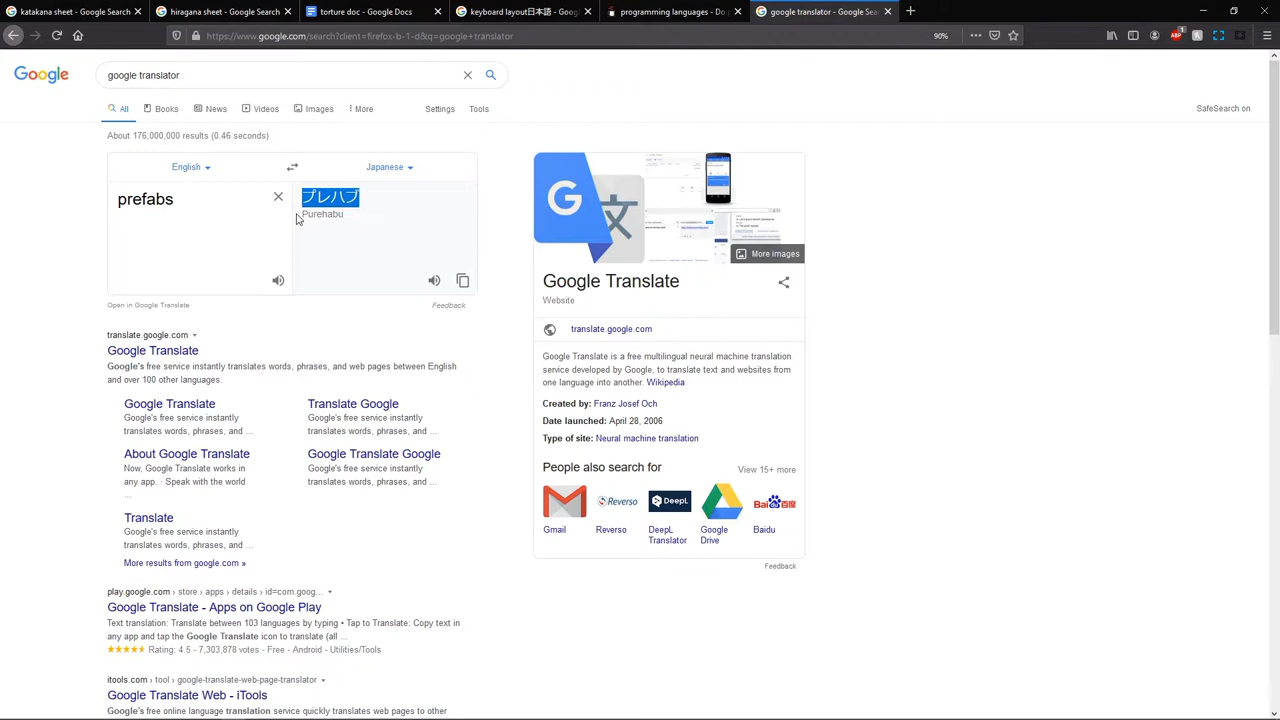 katakana sheet - Google Search
hiragana sheet - Google Search
torture doc - Google Docs
keyboard layout日本語 - Goog
programming languages - Do
google translator - Google Sea
https://www.google.com/search?client=firefox-b-1-d&q=google+translator
90%
Google
google translator
All
Books
News
Videos
Images
More
Settings
Tools
SafeSearch on
About 176,000,000 results (0.46 seconds)
English
Japanese
prefabs
プレハブ
Purehabu
Open in Google Translate
Feedback
translate.google.com
Google Translate
Google's free service instantly translates words, phrases, and web pages between English
and over 100 other languages.
Google Translate
Google's free service instantly
translates words, phrases, and ...
Translate Google
Google's free service instantly
translates words, phrases, and ...
About Google Translate
Now, Google Translate works in
any app. · Speak with the world
...
Google Translate Google
Google's free service instantly
translates words, phrases, and ...
Translate
Google's free service instantly
translates words, phrases, and ...
More results from google.com »
play.google.com › store › apps › details › id=com.goog...
Google Translate - Apps on Google Play
Text translation: Translate between 103 languages by typing • Tap to Translate: Copy text in
any app and tap the Google Translate icon to translate (all ...
Rating: 4.5 - 7,303,878 votes - Free - Android - Utilities/Tools
itools.com › tool › google-translate-web-page-translator
Google Translate Web - iTools
Google's free online language translation service quickly translates web pages to other
G
文
More images
Google Translate
Website
translate.google.com
Google Translate is a free multilingual neural machine translation
service developed by Google, to translate text and websites from
one language into another. Wikipedia
Created by: Franz Josef Och
Date launched: April 28, 2006
Type of site: Neural machine translation
People also search for
View 15+ more
Reverso
DeepL
Bai du 百度
Gmail
Reverso
DeepL
Translator
Google
Drive
Baidu
Feedback